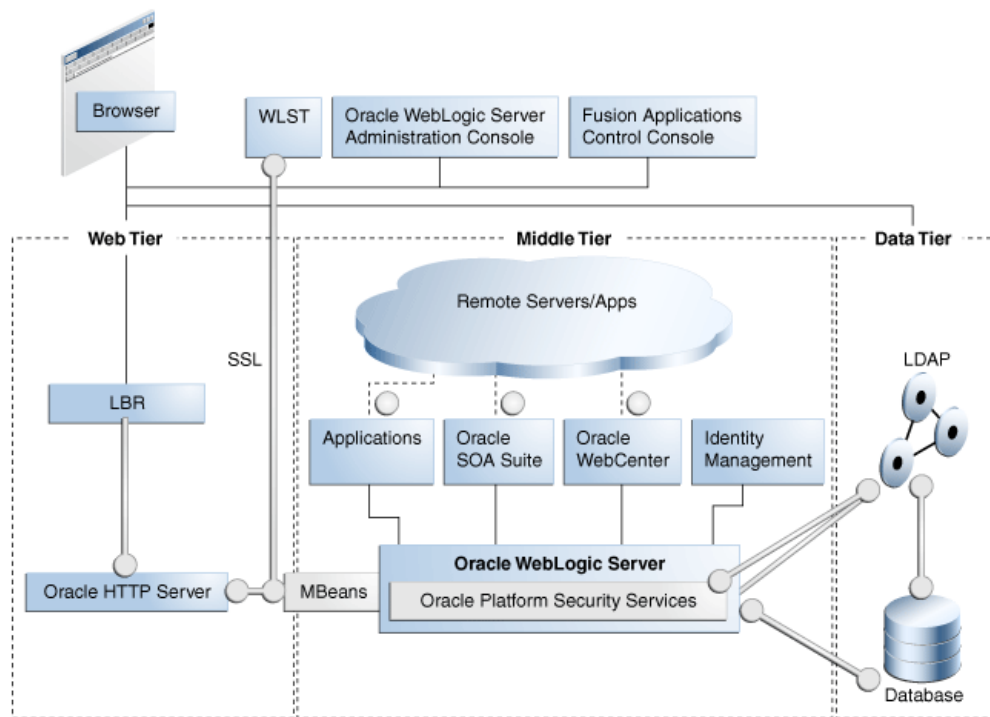 Browser
WLST
Oracle WebLogic Server
Administration Console
Fusion Applications
Control Console
Web Tier
Middle Tier
Data Tier
Remote Servers/Apps
SSL
LDAP
LBR
Applications
Oracle
SOA Suite
Oracle
WebCenter
Identity
Management
Oracle WebLogic Server
Oracle HTTP Server
MBeans
Oracle Platform Security Services
Database